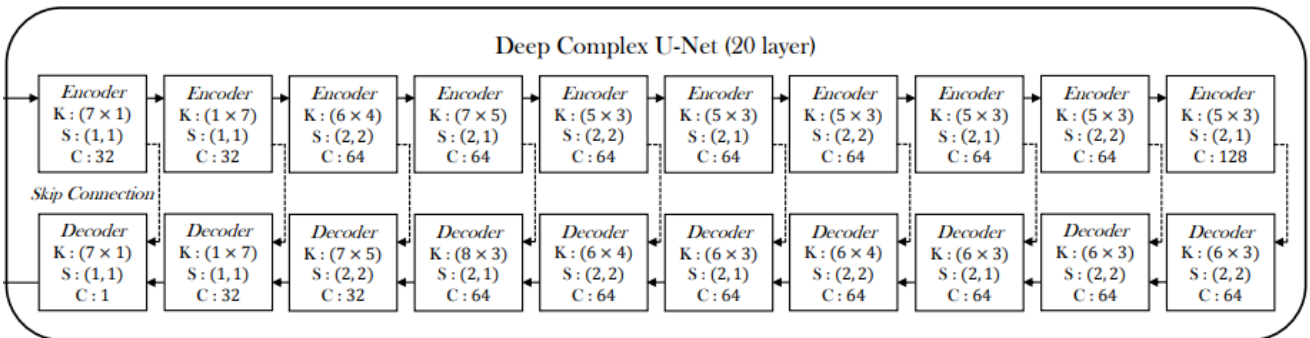 Deep Complex U-Net (20 layer)
Encoder
K : (7 × 1)
S : (1, 1)
C : 32
Encoder
K : (1 × 7)
S : (1, 1)
C : 32
Encoder
K : (6 × 4)
S : (2, 2)
C : 64
Encoder
K : (7 × 5)
S : (2, 1)
C : 64
Encoder
K : (5 × 3)
S : (2, 2)
C : 64
Encoder
K : (5 × 3)
S : (2, 1)
C : 64
Encoder
K : (5 × 3)
S : (2, 2)
C : 64
Encoder
K : (5 × 3)
S : (2, 1)
C : 64
Encoder
K : (5 × 3)
S : (2, 2)
C : 64
Encoder
K : (5 × 3)
S : (2, 1)
C : 128
Skip Connection
Decoder
K : (7 × 1)
S : (1, 1)
C : 1
Decoder
K : (1 × 7)
S : (1, 1)
C : 32
Decoder
K : (7 × 5)
S : (2, 2)
C : 32
Decoder
K : (8 × 3)
S : (2, 1)
C : 64
Decoder
K : (6 × 4)
S : (2, 2)
C : 64
Decoder
K : (6 × 3)
S : (2, 1)
C : 64
Decoder
K : (6 × 4)
S : (2, 2)
C : 64
Decoder
K : (6 × 3)
S : (2, 1)
C : 64
Decoder
K : (6 × 3)
S : (2, 2)
C : 64
Decoder
K : (6 × 3)
S : (2, 2)
C : 64